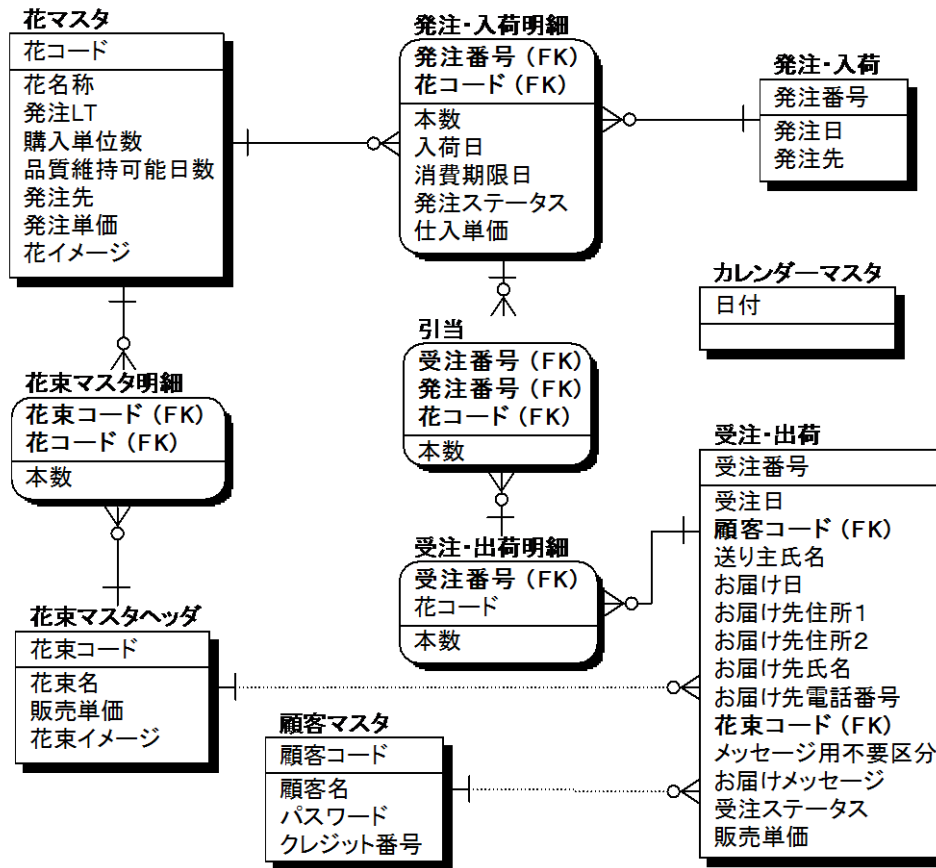 花マスタ
花コード
花名称
発注LT
購入単位数
品質維持可能日数
発注先
発注単価
花イメージ
発注・入荷明細
発注番号 (FK)
花コード (FK)
本数
入荷日
消費期限日
発注ステータス
仕入単価
発注・入荷
発注番号
発注日
発注先
カレンダーマスタ
日付
引当
受注番号 (FK)
発注番号 (FK)
花コード (FK)
本数
花束マスタ明細
花束コード (FK)
花コード (FK)
本数
受注・出荷明細
受注番号 (FK)
花コード
本数
受注・出荷
受注番号
受注日
顧客コード (FK)
送り主氏名
お届け日
お届け先住所1
お届け先住所2
お届け先氏名
お届け先電話番号
花束コード (FK)
メッセージ用不要区分
お届けメッセージ
受注ステータス
販売単価
花束マスタヘッダ
花束コード
花束名
販売単価
花束イメージ
顧客マスタ
顧客コード
顧客名
パスワード
クレジット番号